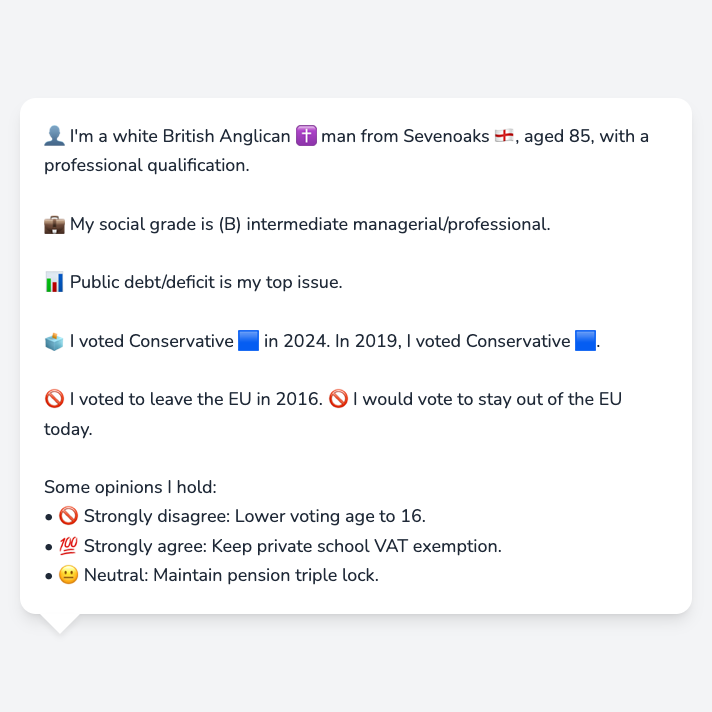 👤 I'm a white British Anglican ✝️ man from Sevenoaks 🏴󠁧󠁢󠁥󠁮󠁧󠁿, aged 85, with a
professional qualification.
💼 My social grade is (B) intermediate managerial/professional.
📊 Public debt/deficit is my top issue.
🗳️ I voted Conservative 🟦 in 2024. In 2019, I voted Conservative 🟦.
🚫 I voted to leave the EU in 2016. 🚫 I would vote to stay out of the EU
today.
Some opinions I hold:
• 🚫 Strongly disagree: Lower voting age to 16.
• 💯 Strongly agree: Keep private school VAT exemption.
• 😐 Neutral: Maintain pension triple lock.